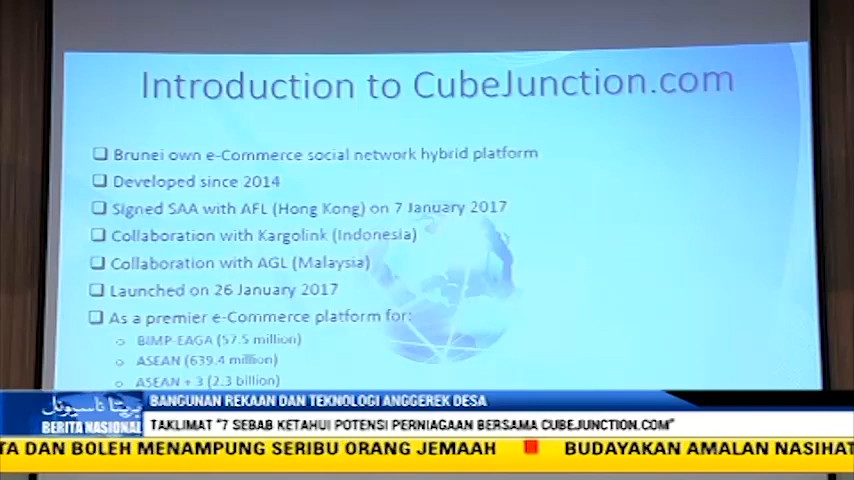 Introduction to CubeJunction.com
❑ Brunei own e-Commerce social network hybrid platform
❑ Developed since 2014
❑ Signed SAA with AFL (Hong Kong) on 7 January 2017
❑ Collaboration with Kargolink (Indonesia)
❑ Collaboration with AGL (Malaysia)
❑ Launched on 26 January 2017
❑ As a premier e-Commerce platform for:
○ BIMP-EAGA (57.5 million)
○ ASEAN (639.4 million)
○ ASEAN + 3 (2.3 billion)
بريتا ناسيونل
BERITA NASIONAL
BANGUNAN REKAAN DAN TEKNOLOGI ANGGEREK DESA
TAKLIMAT "7 SEBAB KETAHUI POTENSI PERNIAGAAN BERSAMA CUBEJUNCTION.COM"
TA DAN BOLEH MENAMPUNG SERIBU ORANG JEMAAH ■ BUDAYAKAN AMALAN NASIHAT